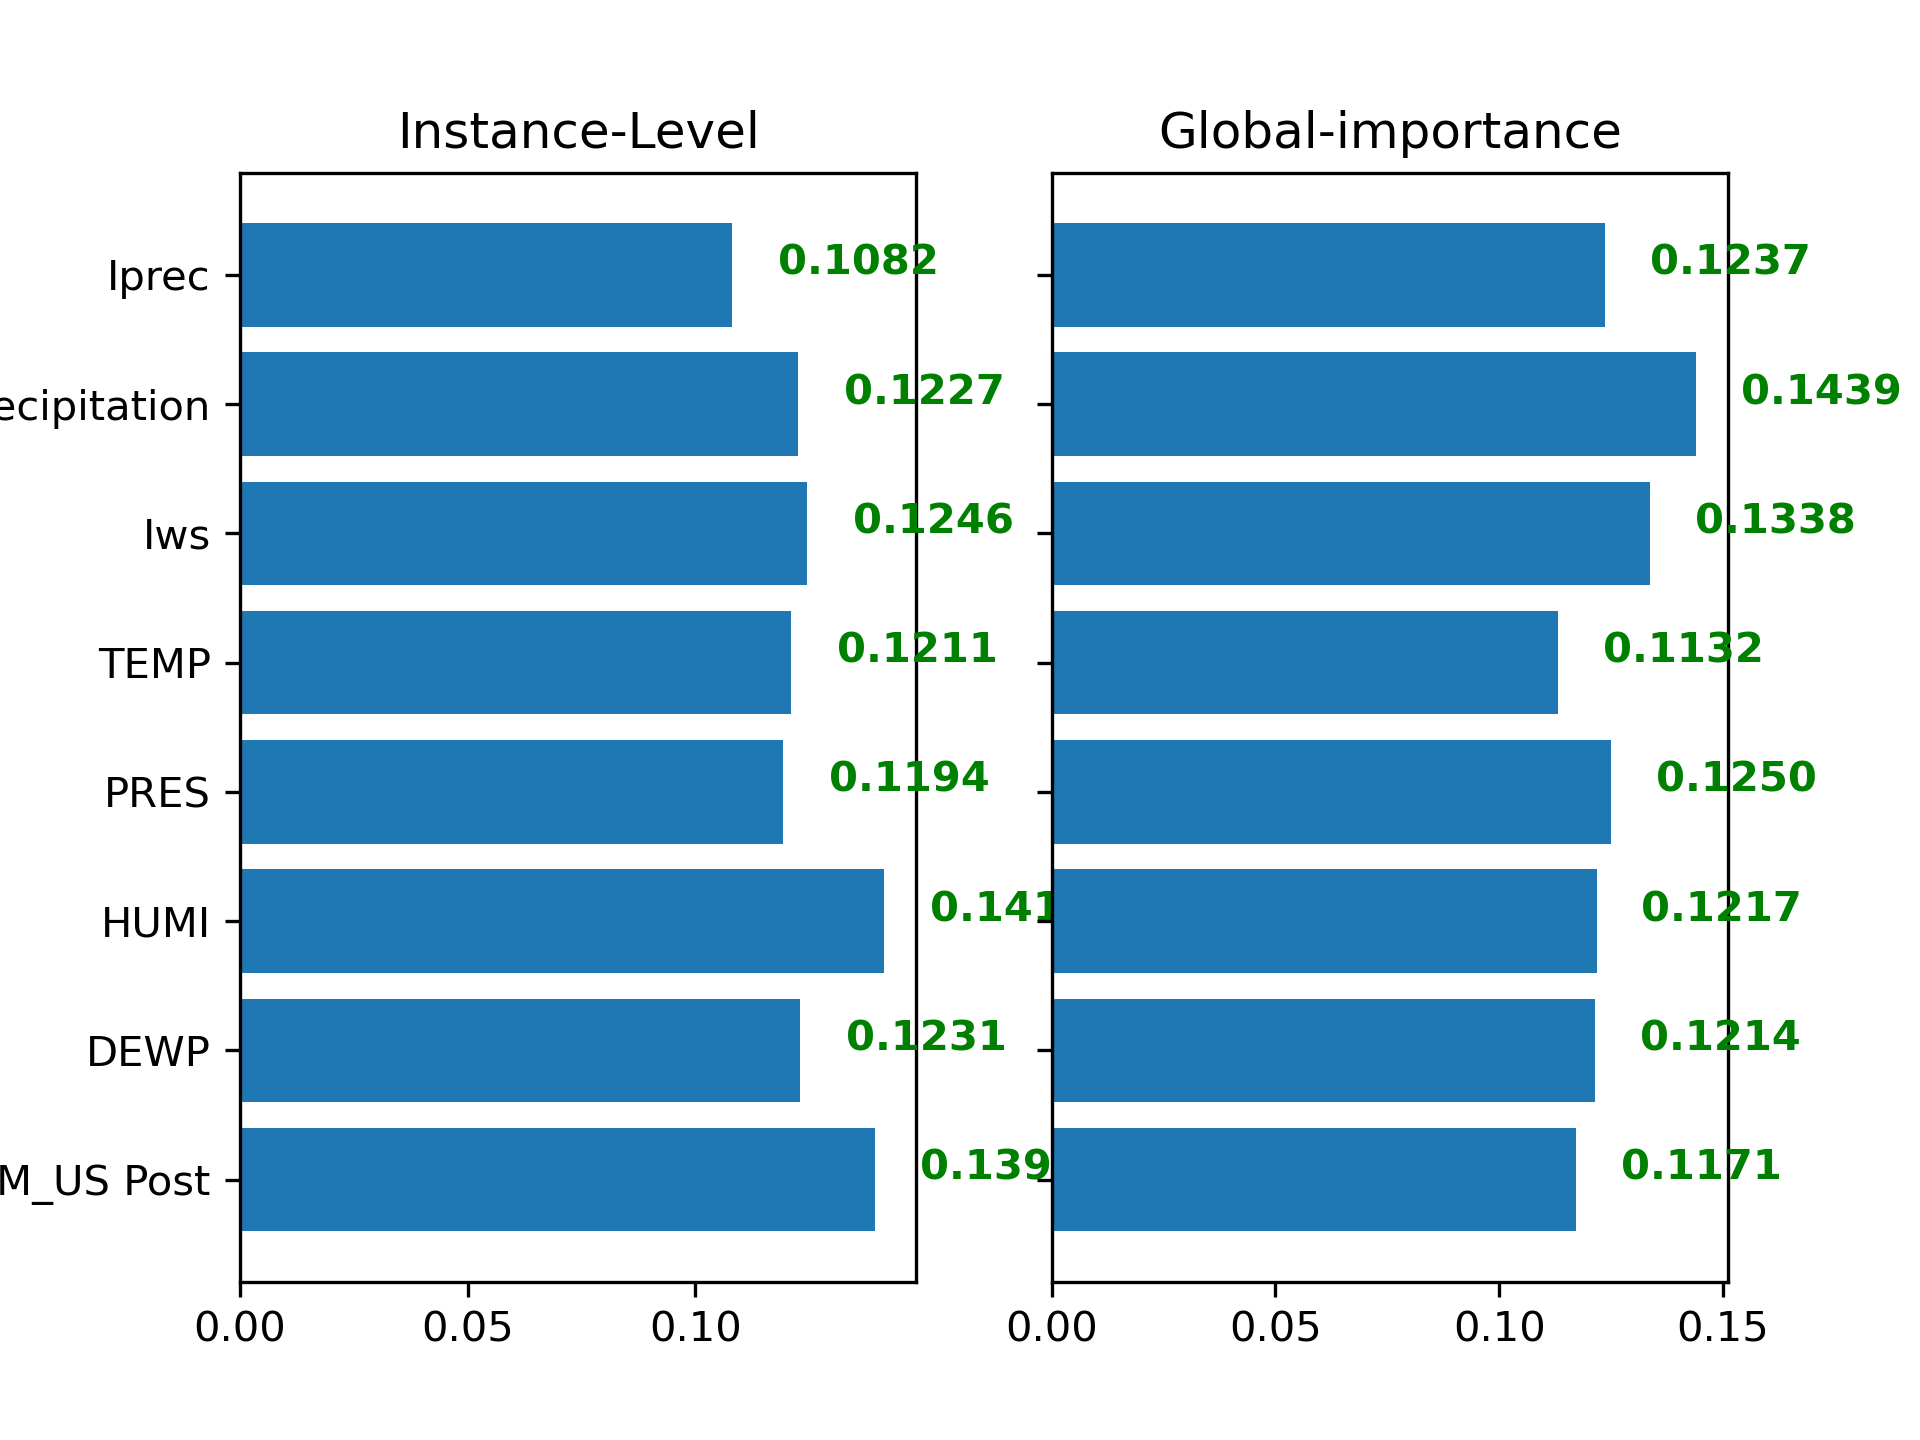 Instance-Level
Global-importance
Iprec
0.1082
0.1237
ecipitation
0.1227
0.1439
Iws
0.1246
0.1338
TEMP
0.1211
0.1132
PRES
0.1194
0.1250
HUMI
0.141
0.1217
DEWP
0.1231
0.1214
M_US Post
0.139
0.1171
0.00 0.05 0.10
0.00 0.05 0.10 0.15